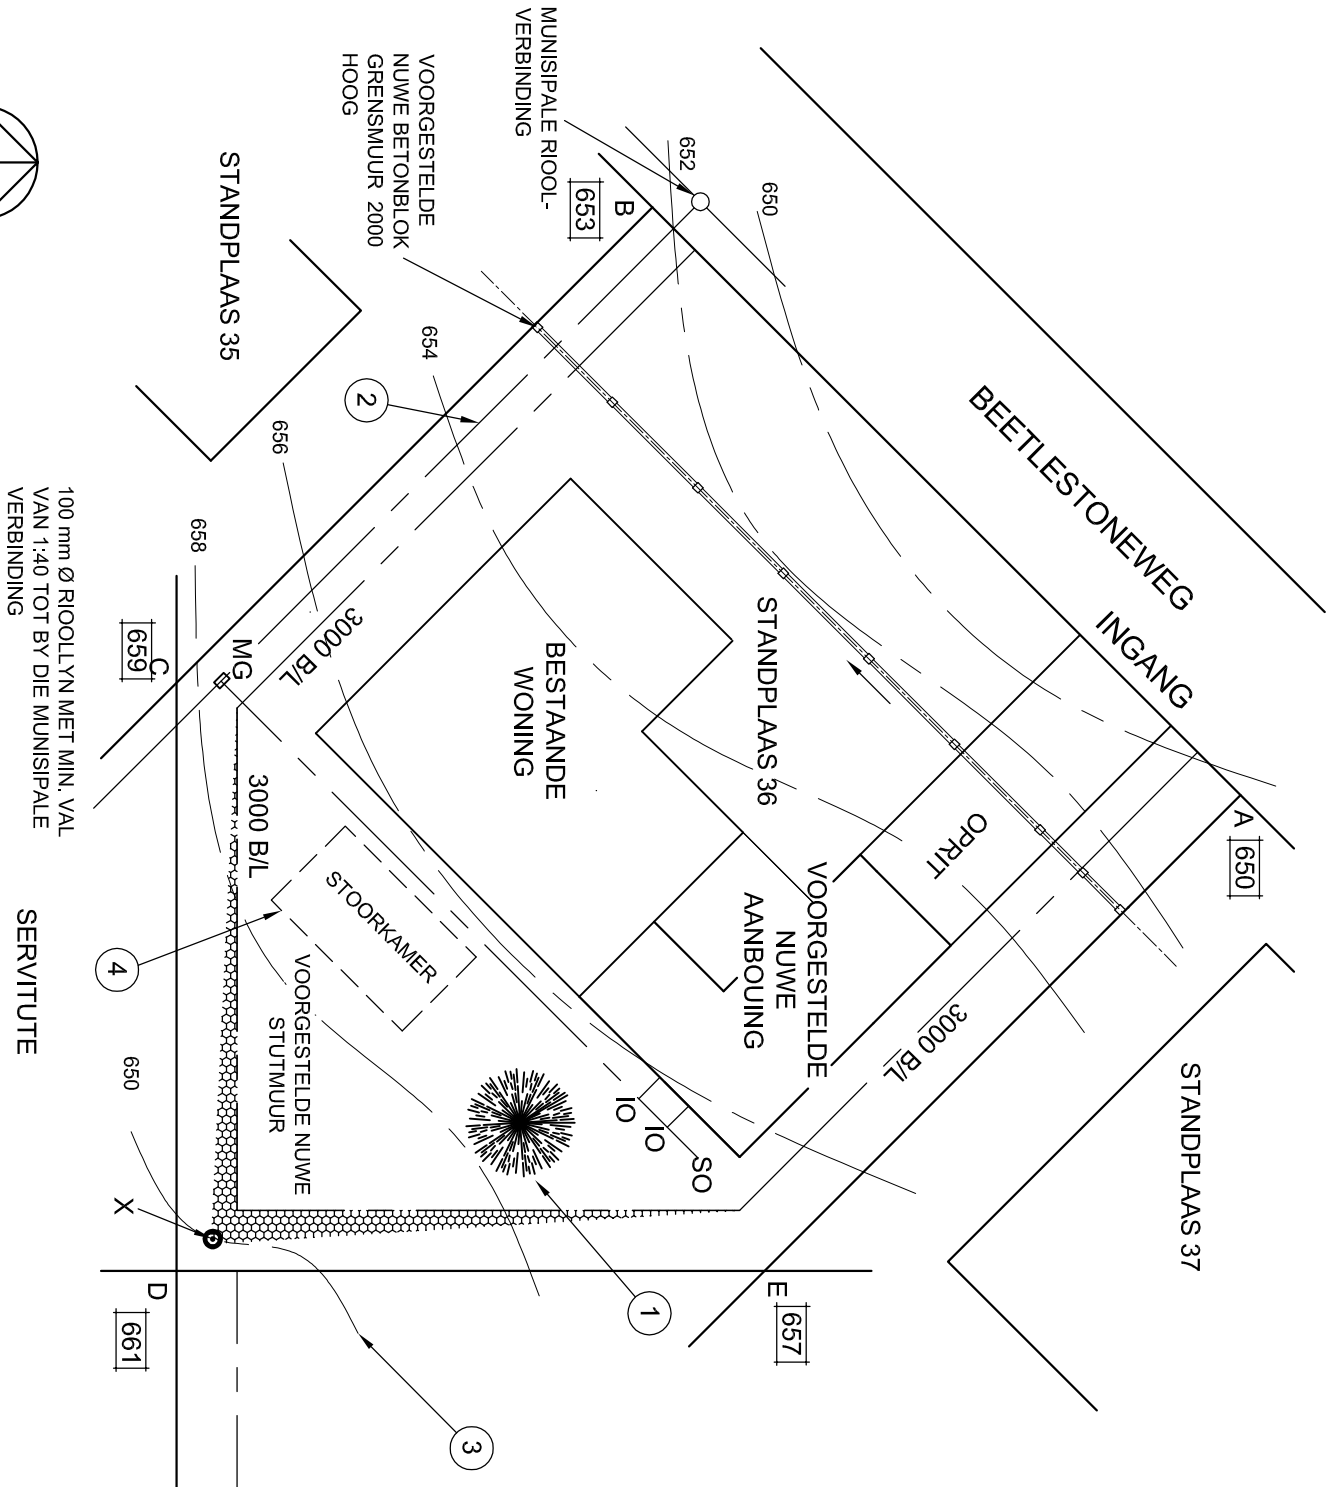 MUNISIPALE RIOOL-
VERBINDING
VOORGESTELDE
NUWE BETONBLOK
GRENSMUUR 2000
HOOG
652
650
B
653
STANDPLAAS 35
654
2
656
658
BEETLESTONEWEG
INGANG
STANDPLAAS 36
BESTAANDE
WONING
3000 B/L
MG
C
659
100 mm Ø RIOOLLYN MET MIN. VAL
VAN 1:40 TOT BY DIE MUNISIPALE
VERBINDING
3000 B/L
OPRIT
A
650
VOORGESTELDE
NUWE
AANBOUING
STOORKAMER
4
SERVITUTE
VOORGESTELDE NUWE
STUTMUUR
3000 B/L
STANDPLAAS 37
650
IO
IO
SO
X
1
E
657
D
661
3